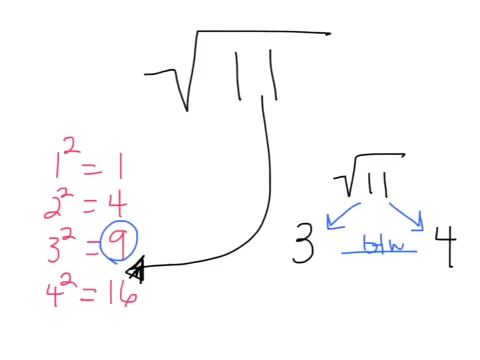 √11
1² = 1
2² = 4
3² = 9
4² = 16
√11
3 btw 4